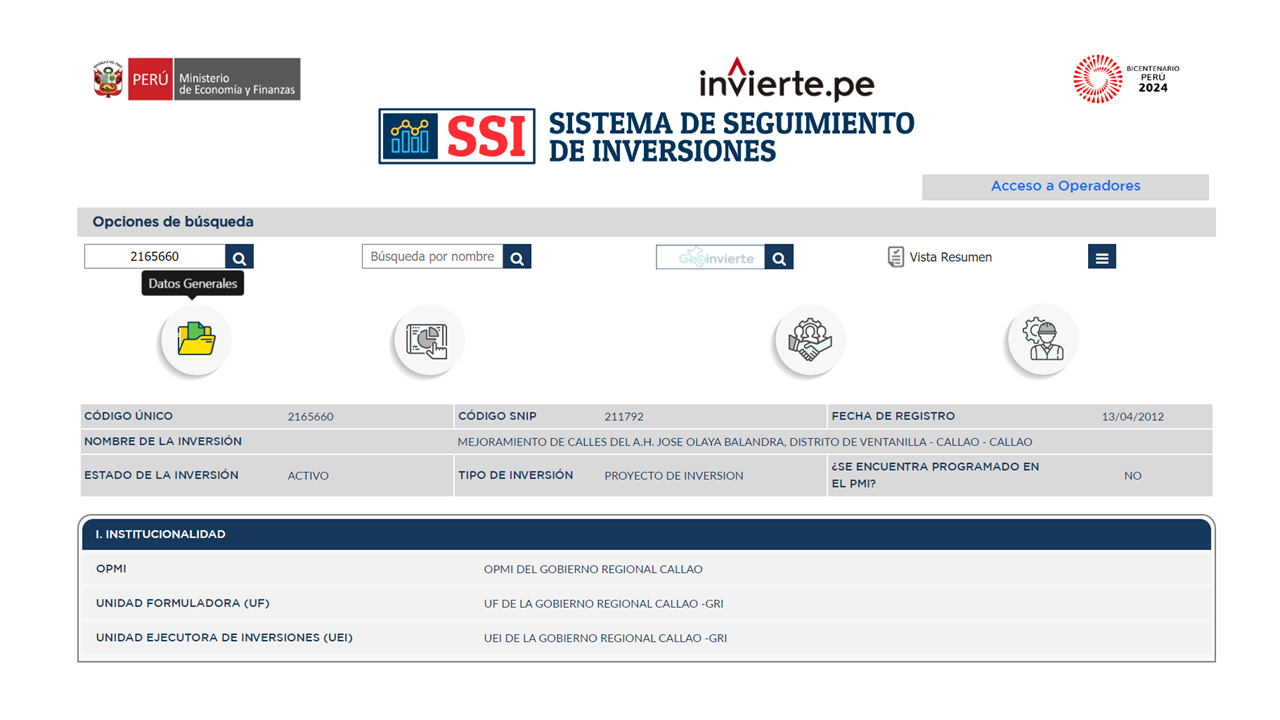 PERÚ Ministerio
de Economía y Finanzas
invierte.pe
BICENTENARIO
PERÚ
2024
SSI
SISTEMA DE SEGUIMIENTO
DE INVERSIONES
Acceso a Operadores
Opciones de búsqueda
2165660
Búsqueda por nombre
Geoinvierte
Vista Resumen
Datos Generales
CÓDIGO ÚNICO 2165660 CÓDIGO SNIP 211792 FECHA DE REGISTRO 13/04/2012
NOMBRE DE LA INVERSIÓN MEJORAMIENTO DE CALLES DEL A.H. JOSE OLAYA BALANDRA, DISTRITO DE VENTANILLA - CALLAO - CALLAO
ESTADO DE LA INVERSIÓN ACTIVO TIPO DE INVERSIÓN PROYECTO DE INVERSION ¿SE ENCUENTRA PROGRAMADO EN
EL PMI? NO
I. INSTITUCIONALIDAD
OPMI OPMI DEL GOBIERNO REGIONAL CALLAO
UNIDAD FORMULADORA (UF) UF DE LA GOBIERNO REGIONAL CALLAO -GRI
UNIDAD EJECUTORA DE INVERSIONES (UEI) UEI DE LA GOBIERNO REGIONAL CALLAO -GRI